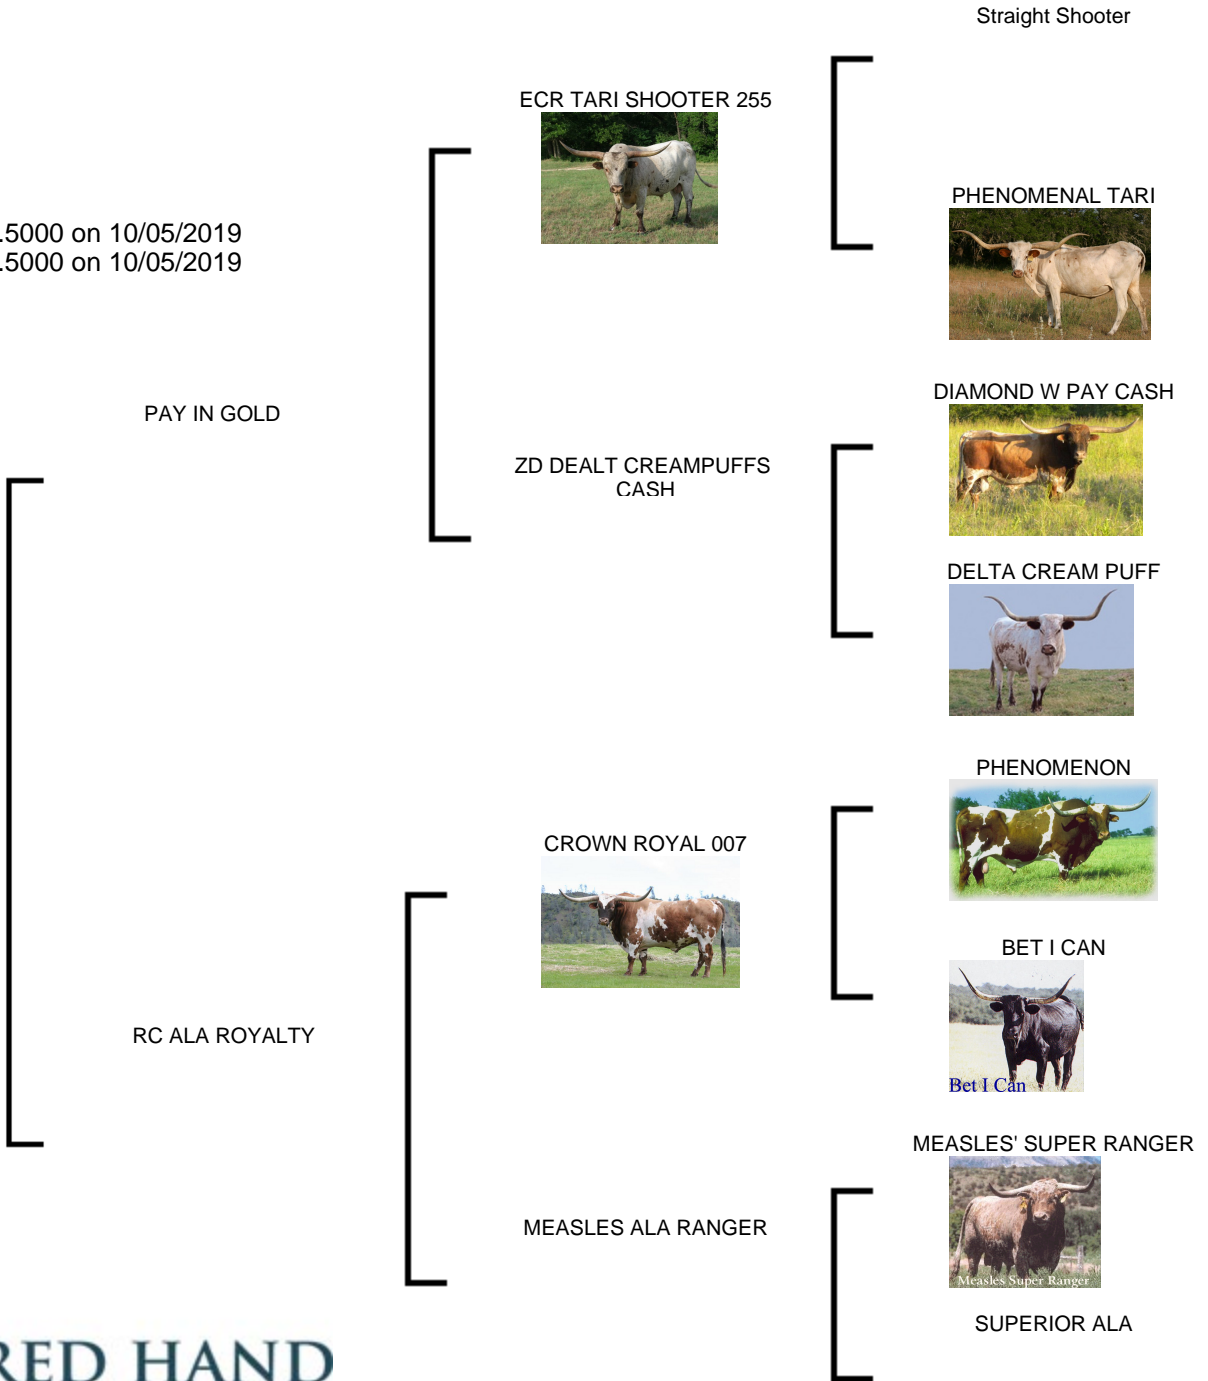 Straight Shooter
ECR TARI SHOOTER 255
PHENOMENAL TARI
.5000 on 10/05/2019
.5000 on 10/05/2019
DIAMOND W PAY CASH
PAY IN GOLD
ZD DEALT CREAMPUFFS
CASH
DELTA CREAM PUFF
PHENOMENON
CROWN ROYAL 007
BET I CAN
Bet I Can
RC ALA ROYALTY
MEASLES' SUPER RANGER
MEASLES ALA RANGER
Measles Super Ranger
SUPERIOR ALA
RED HAND